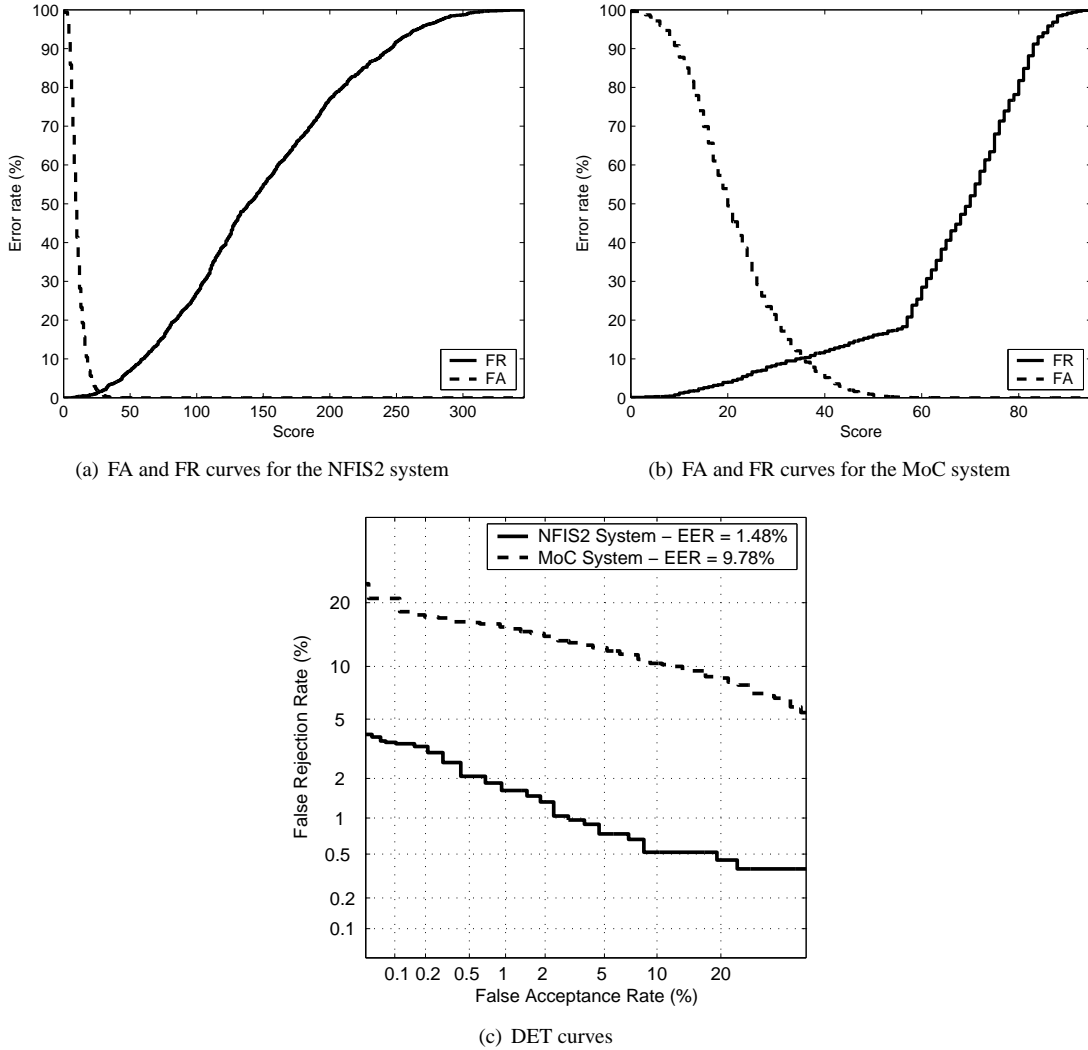 100
90
80
70
60
50
40
30
20
10
0
Error rate (%)
0 50 100 150 200 250 300
Score
FR
FA
(a) FA and FR curves for the NFIS2 system
100
90
80
70
60
50
40
30
20
10
0
Error rate (%)
0 20 40 60 80
Score
FR
FA
(b) FA and FR curves for the MoC system
NFIS2 System – EER = 1.48%
MoC System – EER = 9.78%
20
10
5
2
1
0.5
0.2
0.1
False Rejection Rate (%)
0.1 0.2 0.5 1 2 5 10 20
False Acceptance Rate (%)
(c) DET curves